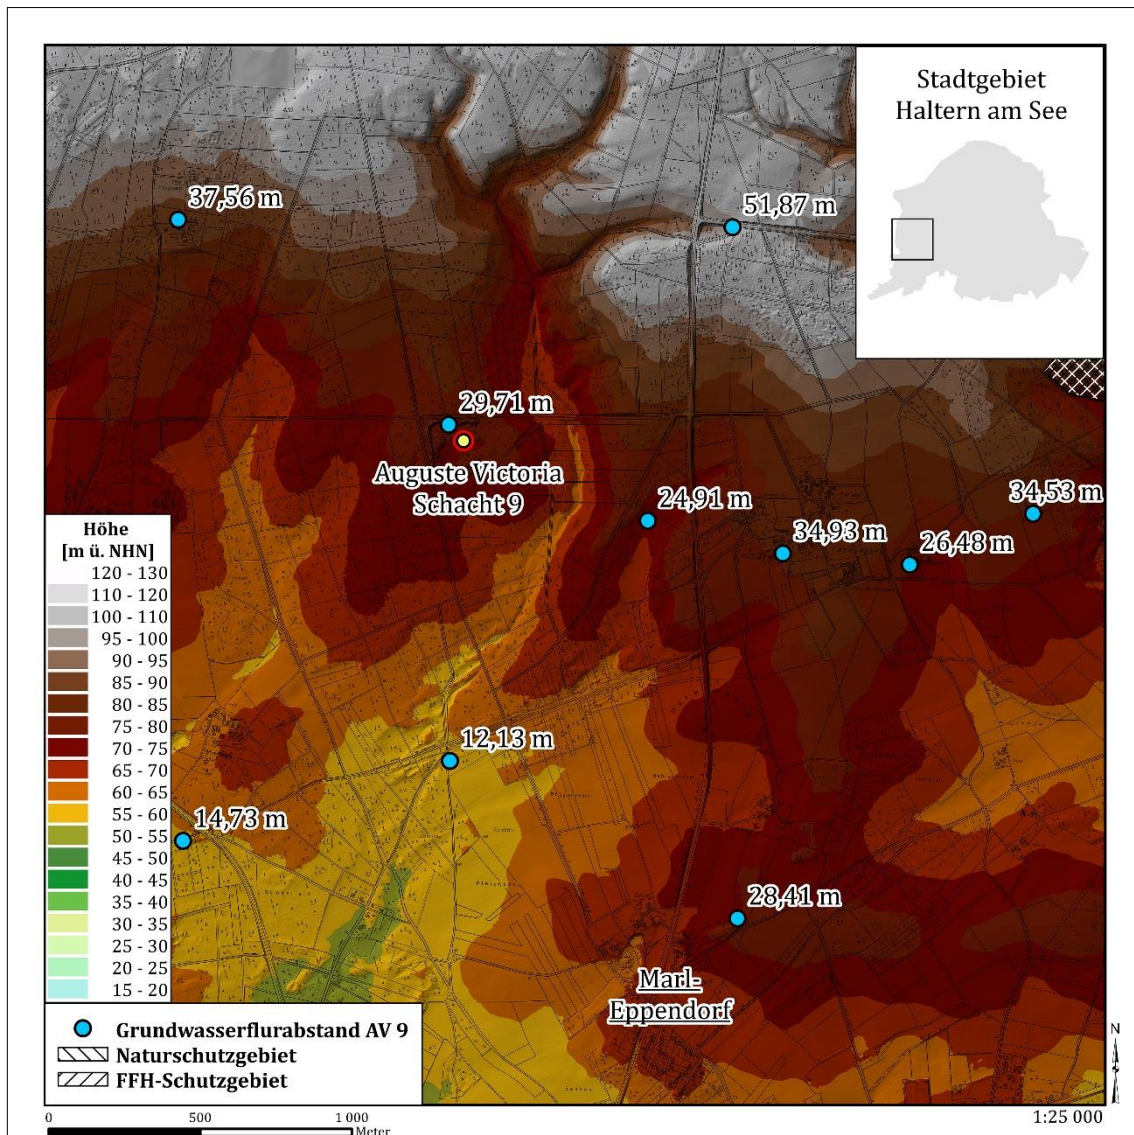 Stadtgebiet
Haltern am See
37,56 m
51,87 m
29,71 m
Auguste Victoria
Schacht 9
24,91 m
34,53 m
34,93 m
26,48 m
Höhe
[m ü. NHN]
120 - 130
110 - 120
100 - 110
95 - 100
90 - 95
85 - 90
80 - 85
75 - 80
70 - 75
65 - 70
60 - 65
55 - 60
50 - 55
45 - 50
40 - 45
35 - 40
30 - 35
25 - 30
20 - 25
15 - 20
12,13 m
14,73 m
28,41 m
Marl-
Eppendorf
Grundwasserflurabstand AV 9
Naturschutzgebiet
FFH-Schutzgebiet
N
0 500 1 000
Meter
1:25 000